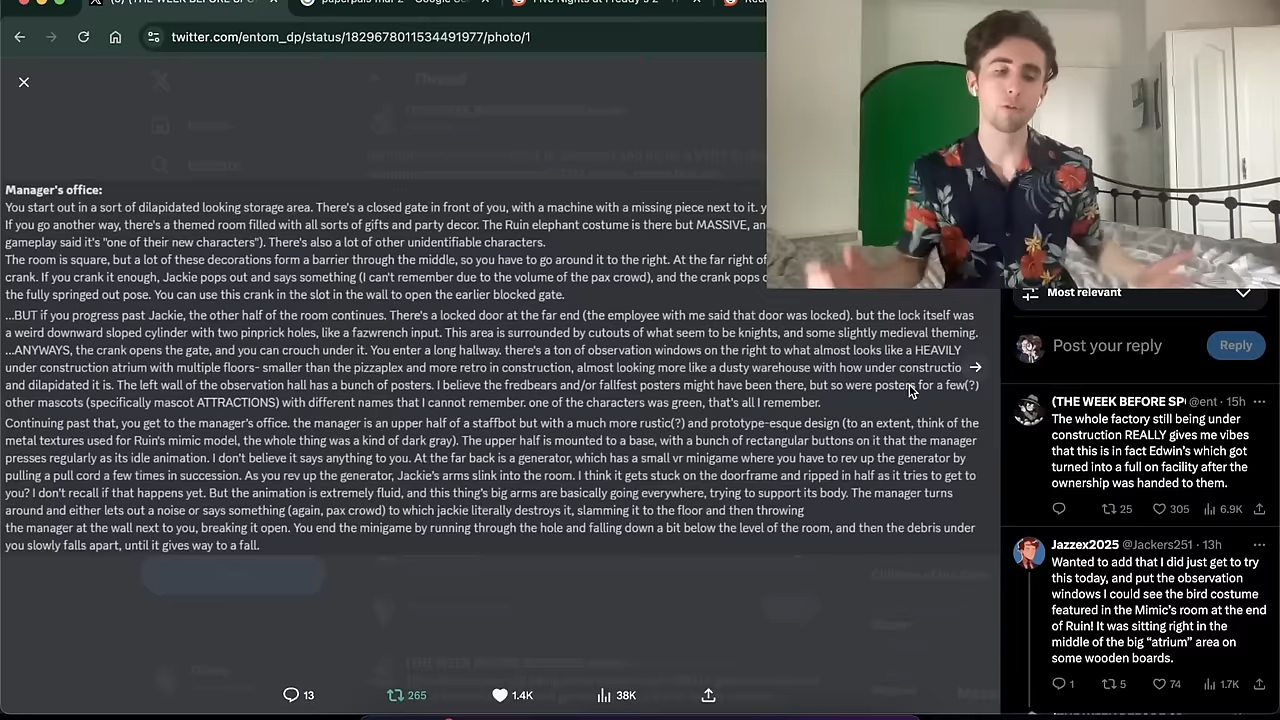 (6) (THE WEEK BEFORE SP
Five Nights at Freddy's 2
twitter.com/entom_dp/status/1829678011534491977/photo/1
Thread
Manager's office:
You start out in a sort of dilapidated looking storage area. There's a closed gate in front of you, with a machine with a missing piece next to it. y
If you go another way, there's a themed room filled with all sorts of gifts and party decor. The Ruin elephant costume is there but MASSIVE, an
gameplay said it's "one of their new characters"). There's also a lot of other unidentifiable characters.
The room is square, but a lot of these decorations form a barrier through the middle, so you have to go around it to the right. At the far right of
crank. If you crank it enough, Jackie pops out and says something (I can't remember due to the volume of the pax crowd), and the crank pops o
the fully springed out pose. You can use this crank in the slot in the wall to open the earlier blocked gate.
...BUT if you progress past Jackie, the other half of the room continues. There's a locked door at the far end (the employee with me said that door was locked). but the lock itself was
a weird downward sloped cylinder with two pinprick holes, like a fazwrench input. This area is surrounded by cutouts of what seem to be knights, and some slightly medieval theming.
...ANYWAYS, the crank opens the gate, and you can crouch under it. You enter a long hallway. there's a ton of observation windows on the right to what almost looks like a HEAVILY
under construction atrium with multiple floors- smaller than the pizzaplex and more retro in construction, almost looking more like a dusty warehouse with how under constructio
and dilapidated it is. The left wall of the observation hall has a bunch of posters. I believe the fredbears and/or fallfest posters might have been there, but so were posters for a few(?)
other mascots (specifically mascot ATTRACTIONS) with different names that I cannot remember. one of the characters was green, that's all I remember.
Continuing past that, you get to the manager's office. the manager is an upper half of a staffbot but with a much more rustic(?) and prototype-esque design (to an extent, think of the
metal textures used for Ruin's mimic model, the whole thing was a kind of dark gray). The upper half is mounted to a base, with a bunch of rectangular buttons on it that the manager
presses regularly as its idle animation. I don't believe it says anything to you. At the far back is a generator, which has a small vr minigame where you have to rev up the generator by
pulling a pull cord a few times in succession. As you rev up the generator, Jackie's arms slink into the room. I think it gets stuck on the doorframe and ripped in half as it tries to get to
you? I don't recall if that happens yet. But the animation is extremely fluid, and this thing's big arms are basically going everywhere, trying to support its body. The manager turns
around and either lets out a noise or says something (again, pax crowd) to which jackie literally destroys it, slamming it to the floor and then throwing
the manager at the wall next to you, breaking it open. You end the minigame by running through the hole and falling down a bit below the level of the room, and then the debris under
you slowly falls apart, until it gives way to a fall.
13
265
1.4K
38K
Most relevant
Post your reply
Reply
(THE WEEK BEFORE SP @ent · 15h
The whole factory still being
under construction REALLY gives me vibes
that this is in fact Edwin's which got
turned into a full on facility after the
ownership was handed to them.
25
305
6.9K
Jazzex2025 @Jackers251 · 13h
Wanted to add that I did just get to try
this today, and put the observation
windows I could see the bird costume
featured in the Mimic's room at the end
of Ruin! It was sitting right in the
middle of the big "atrium" area on
some wooden boards.
1
5
74
1.7K